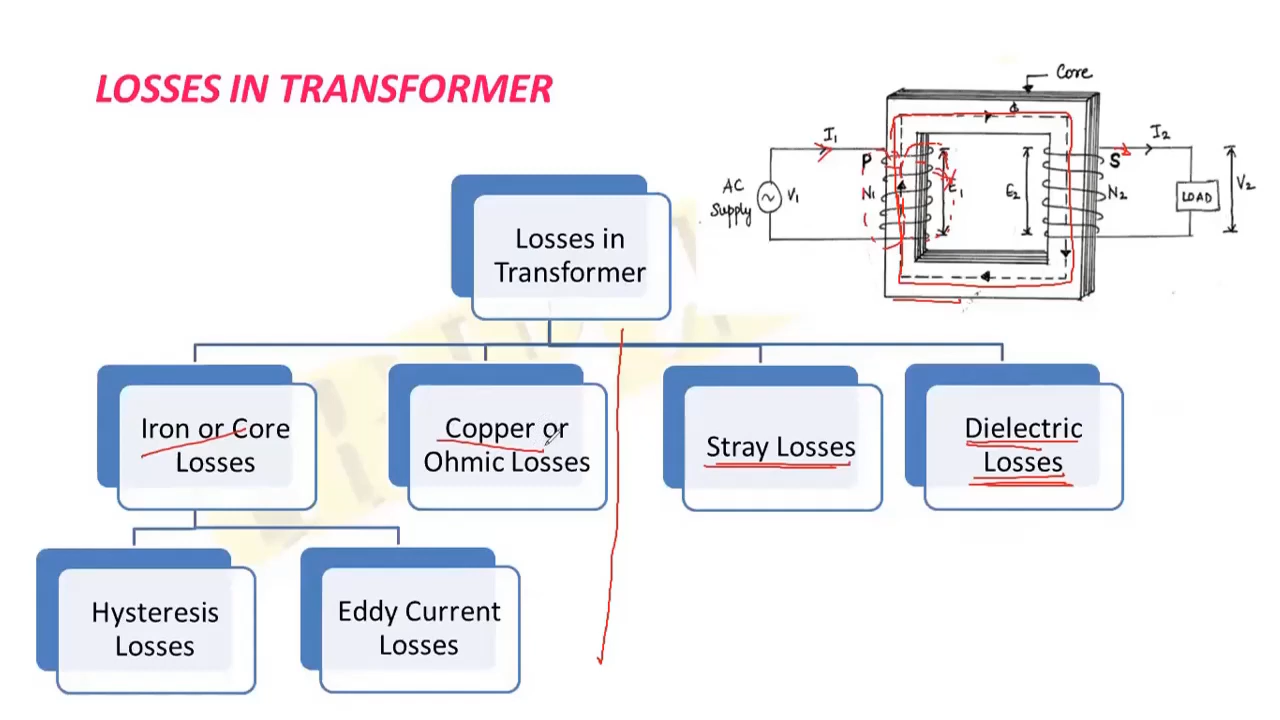 LOSSES IN TRANSFORMER
Core
ϕ
I₁
I₂
P
S
AC
Supply
V₁
N₁
E₁
E₂
N₂
LOAD
V₂
Losses in
Transformer
Iron or Core
Losses
Copper or
Ohmic Losses
Stray Losses
Dielectric
Losses
Hysteresis
Losses
Eddy Current
Losses